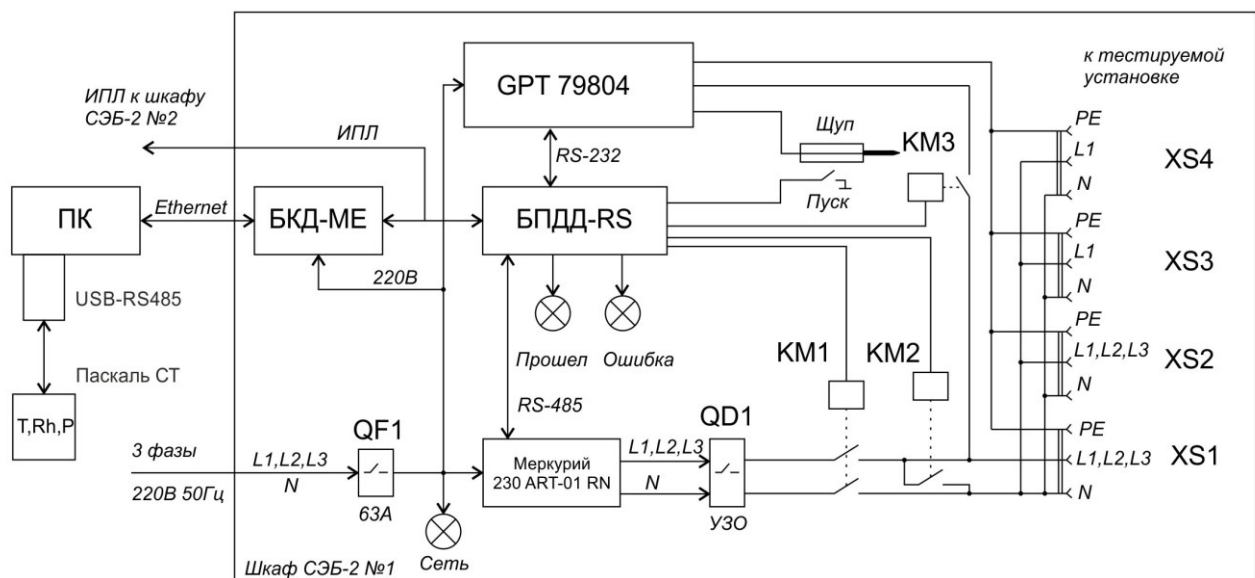 GPT 79804
к тестируемой
установке
ИПЛ к шкафу
СЭБ-2 №2
ИПЛ
RS-232
Щуп
KM3
PE
L1
N
XS4
ПК
Ethernet
БКД-МЕ
БПДД-RS
Пуск
PE
L1
N
XS3
220В
USB-RS485
Прошел
Ошибка
KM1
KM2
PE
L1,L2,L3
N
XS2
Паскаль СТ
T,Rh,P
RS-485
3 фазы
220В 50Гц
L1,L2,L3
N
QF1
63А
Меркурий
230 ART-01 RN
L1,L2,L3
N
QD1
УЗО
PE
L1,L2,L3
N
XS1
Сеть
Шкаф СЭБ-2 №1